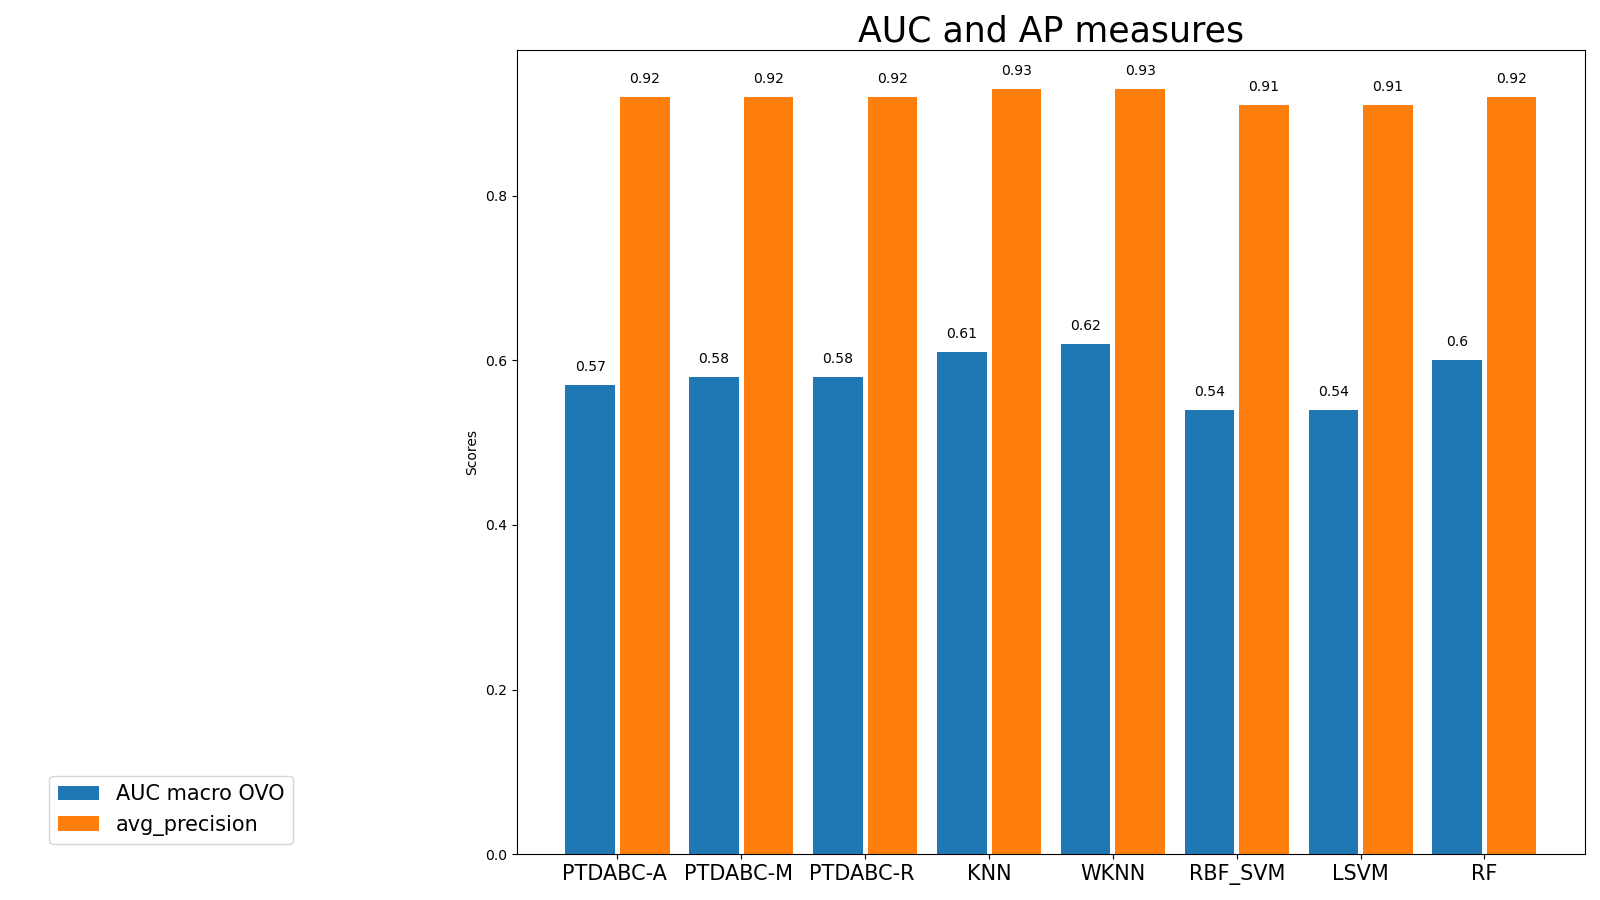 AUC and AP measures
0.92 0.92 0.92 0.93 0.93 0.91 0.91 0.92
0.57 0.58 0.58 0.61 0.62 0.54 0.54 0.6
0.8
0.6
0.4
0.2
0.0
Scores
PTDABC-A PTDABC-M PTDABC-R KNN WKNN RBF_SVM LSVM RF
AUC macro OVO
avg_precision